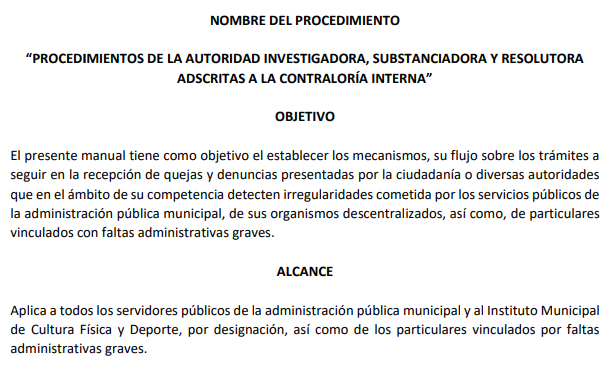 NOMBRE DEL PROCEDIMIENTO
“PROCEDIMIENTOS DE LA AUTORIDAD INVESTIGADORA, SUBSTANCIADORA Y RESOLUTORA
ADSCRITAS A LA CONTRALORÍA INTERNA”
OBJETIVO
El presente manual tiene como objetivo el establecer los mecanismos, su flujo sobre los trámites a
seguir en la recepción de quejas y denuncias presentadas por la ciudadanía o diversas autoridades
que en el ámbito de su competencia detecten irregularidades cometida por los servicios públicos de
la administración pública municipal, de sus organismos descentralizados, así como, de particulares
vinculados con faltas administrativas graves.
ALCANCE
Aplica a todos los servidores públicos de la administración pública municipal y al Instituto Municipal
de Cultura Física y Deporte, por designación, así como de los particulares vinculados por faltas
administrativas graves.